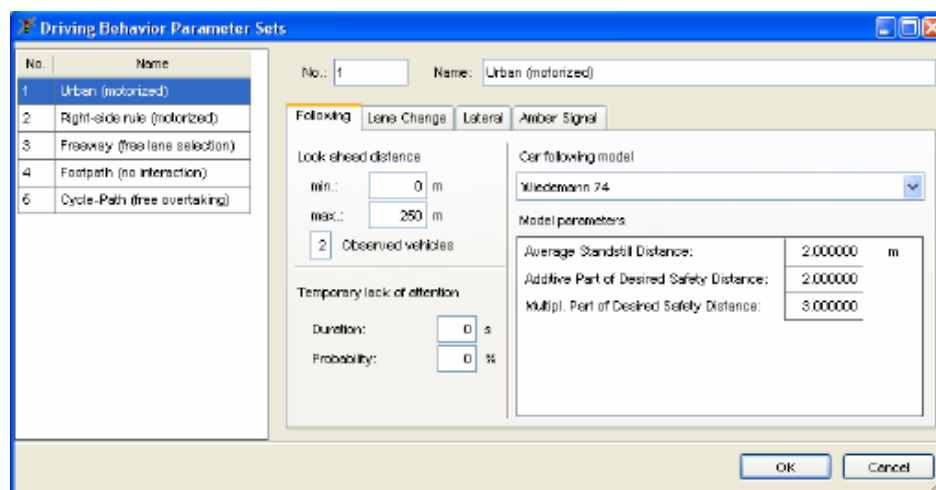 Driving Behavior Parameter Sets
No. Name
1 Urban (motorized)
2 Right-side rule (motorized)
3 Freeway (free lane selection)
4 Footpath (no interaction)
5 Cycle-Path (free overtaking)
No.: 1 Name: Urban (motorized)
Following Lane Change Lateral Amber Signal
Look ahead distance
min.: 0 m
max.: 250 m
2 Observed vehicles
Temporary lack of attention
Duration: 0 s
Probability: 0 %
Car following model
Wiedemann 74
Model parameters
Average Standstill Distance: 2.000000 m
Additive Part of Desired Safety Distance: 2.000000
Multipl. Part of Desired Safety Distance: 3.000000
OK Cancel